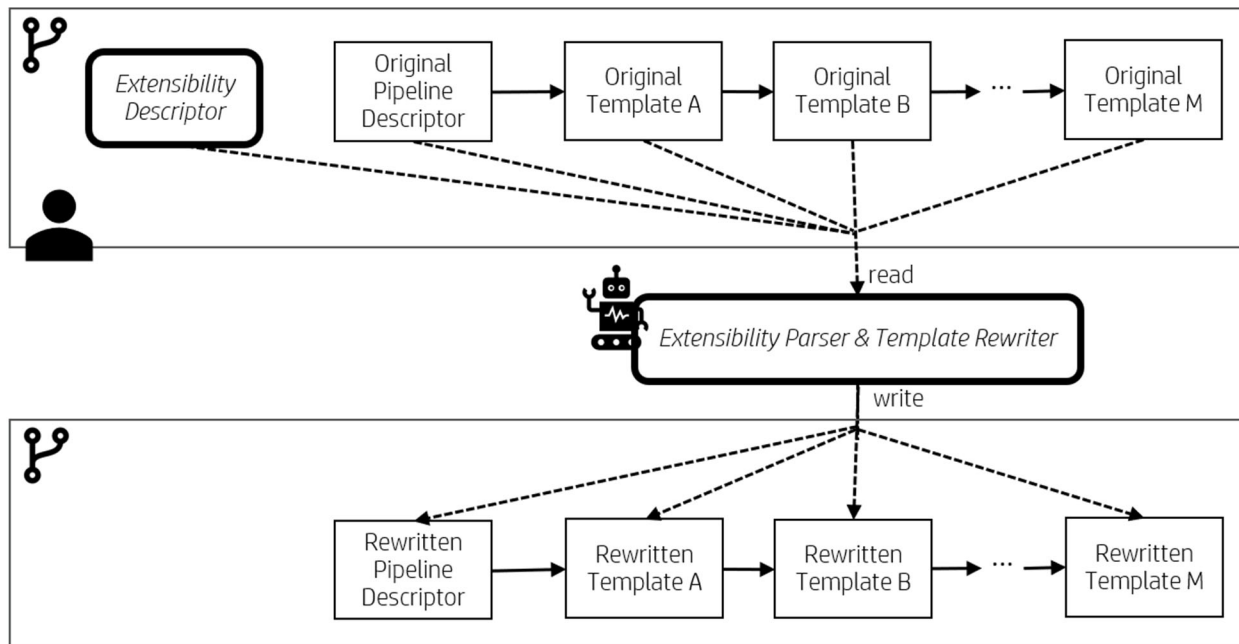 Extensibility
Descriptor
Original
Pipeline
Descriptor
Original
Template A
Original
Template B
...
Original
Template M
read
Extensibility Parser & Template Rewriter
write
Rewritten
Pipeline
Descriptor
Rewritten
Template A
Rewritten
Template B
...
Rewritten
Template M